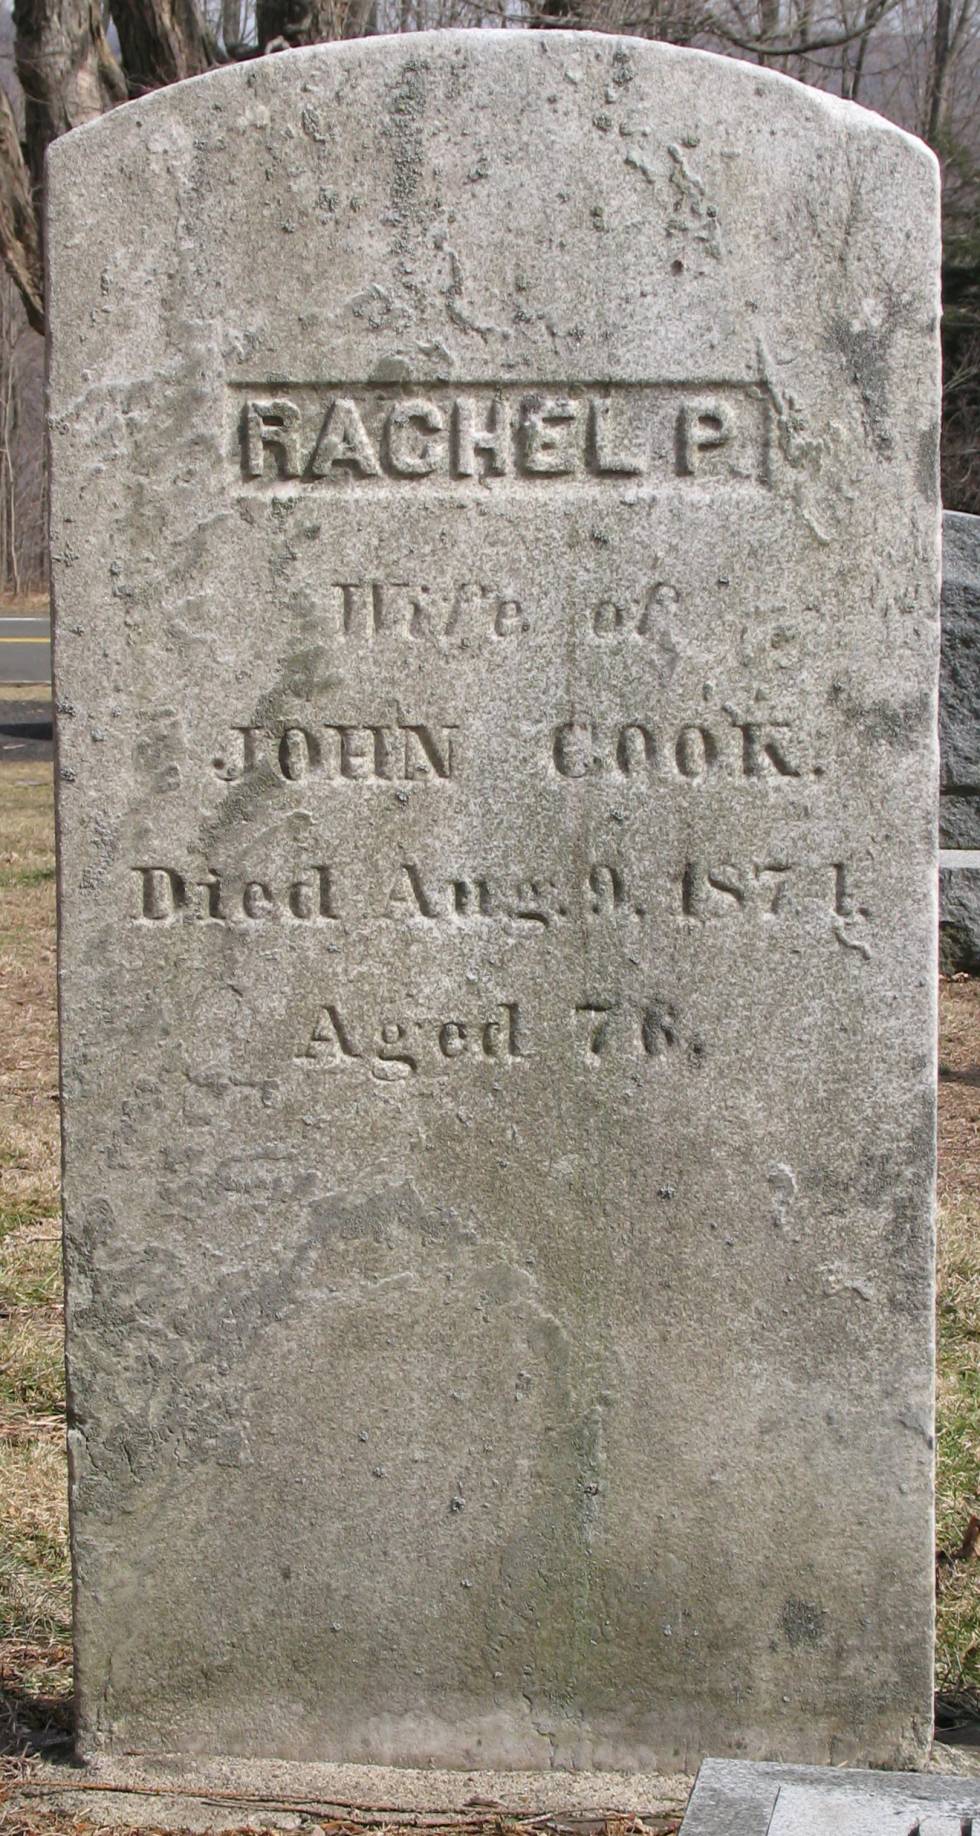 RACHEL P.
Wife of
JOHN COOK.
Died Aug. 9, 1874.
Aged 76.